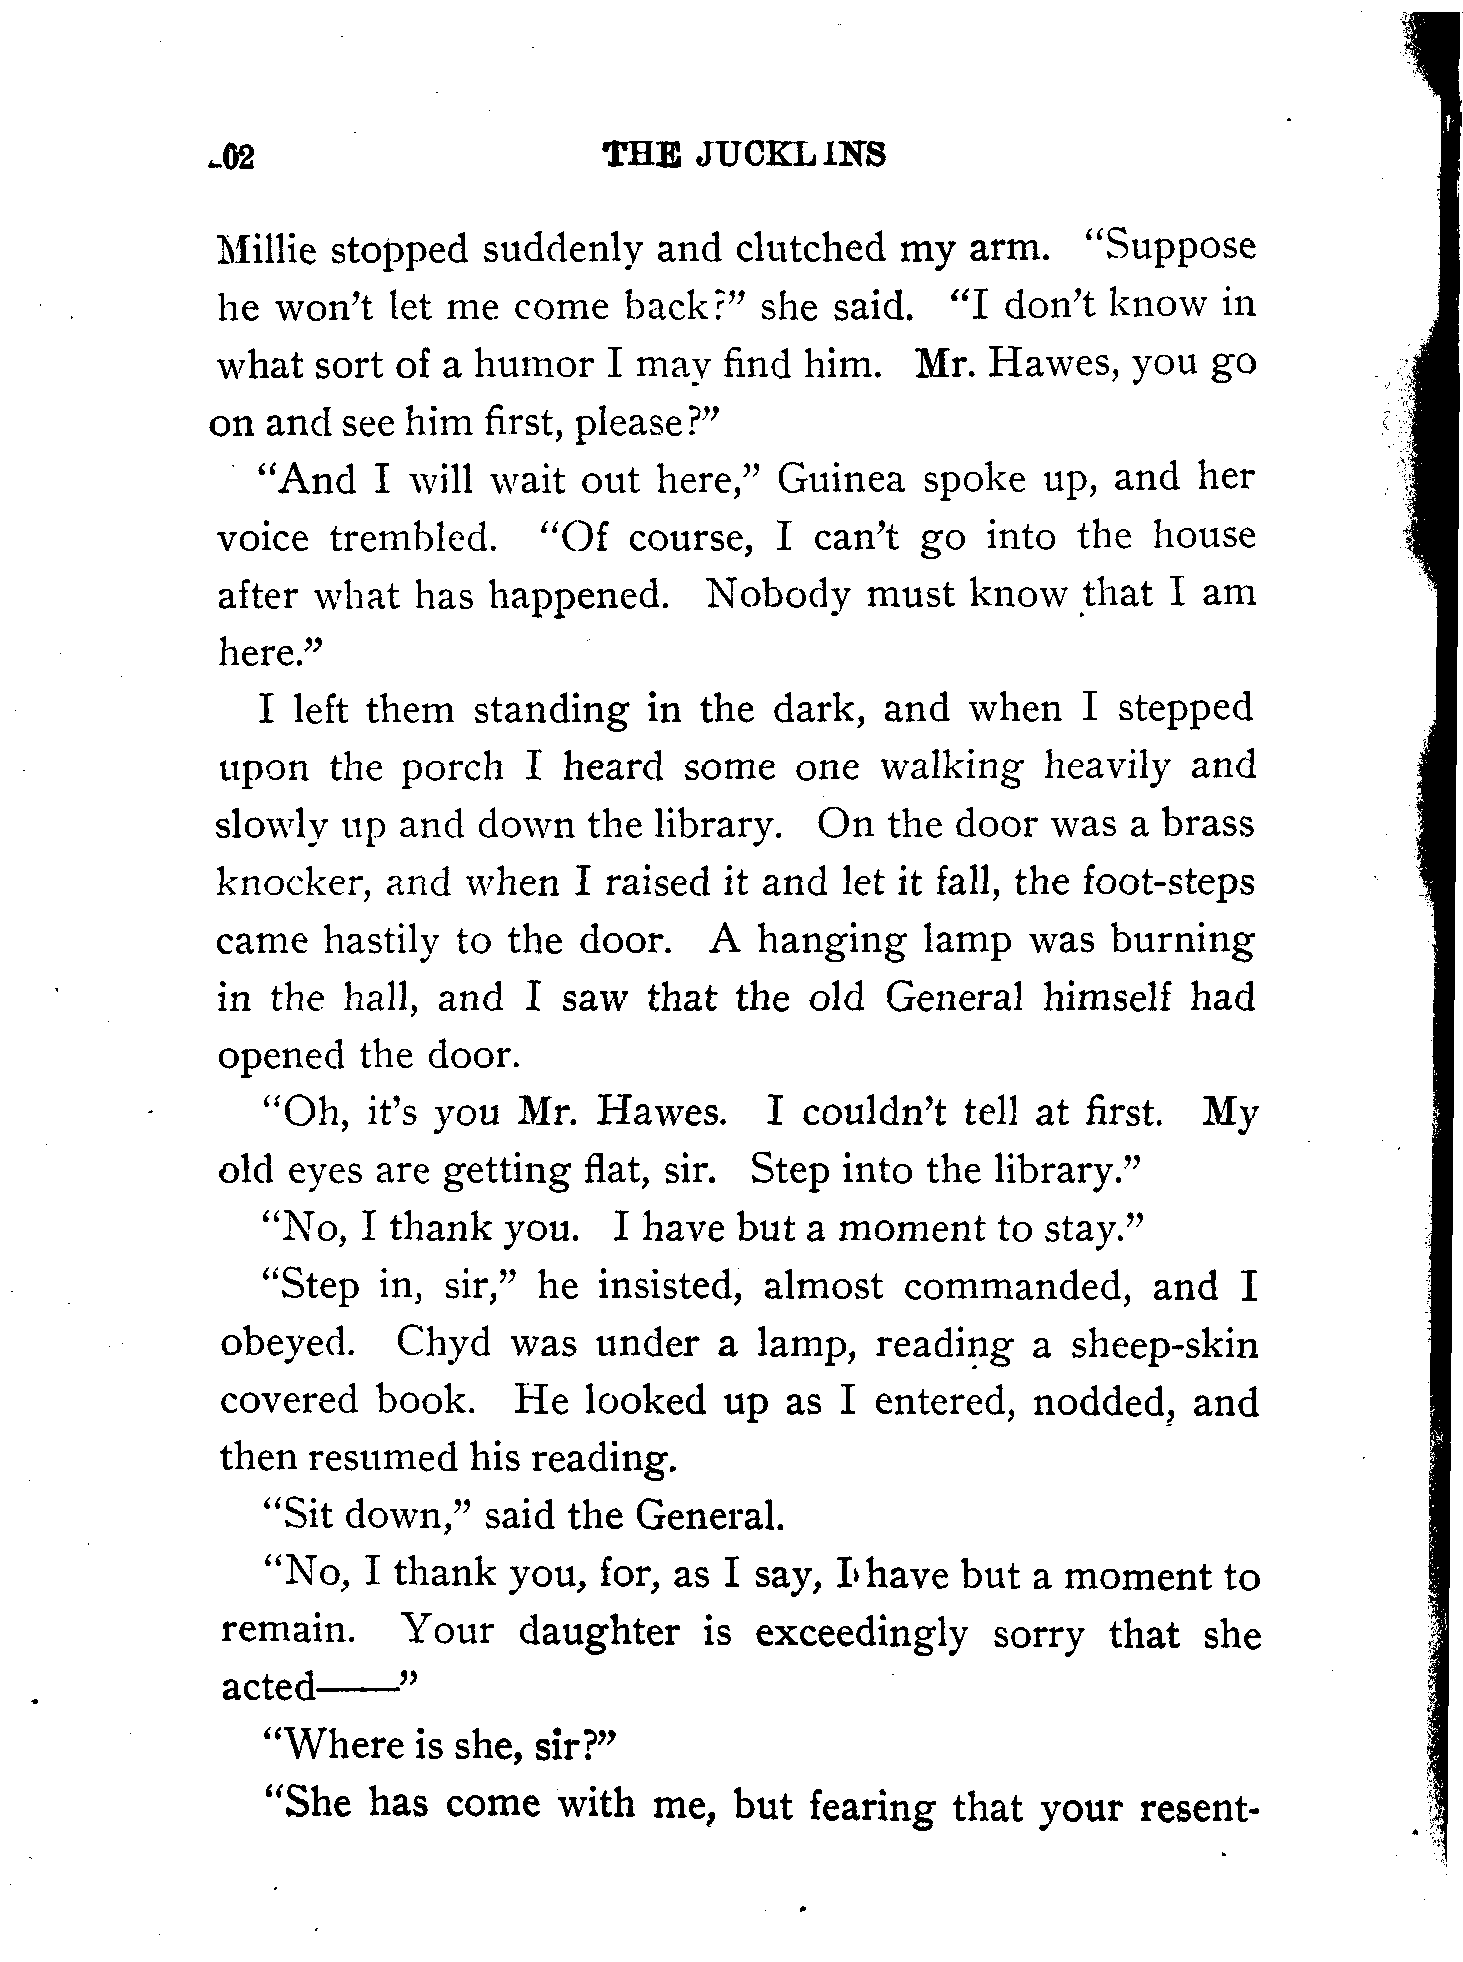 02 THE JUCKLINS
Millie stopped suddenly and clutched my arm. “Suppose
he won’t let me come back?” she said. “I don’t know in
what sort of a humor I may find him. Mr. Hawes, you go
on and see him first, please?”
“And I will wait out here,” Guinea spoke up, and her
voice trembled. “Of course, I can’t go into the house
after what has happened. Nobody must know that I am
here.”
I left them standing in the dark, and when I stepped
upon the porch I heard some one walking heavily and
slowly up and down the library. On the door was a brass
knocker, and when I raised it and let it fall, the foot-steps
came hastily to the door. A hanging lamp was burning
in the hall, and I saw that the old General himself had
opened the door.
“Oh, it’s you Mr. Hawes. I couldn’t tell at first. My
old eyes are getting flat, sir. Step into the library.”
“No, I thank you. I have but a moment to stay.”
“Step in, sir,” he insisted, almost commanded, and I
obeyed. Chyd was under a lamp, reading a sheep-skin
covered book. He looked up as I entered, nodded, and
then resumed his reading.
“Sit down,” said the General.
“No, I thank you, for, as I say, I have but a moment to
remain. Your daughter is exceedingly sorry that she
acted——”
“Where is she, sir?”
“She has come with me, but fearing that your resent-